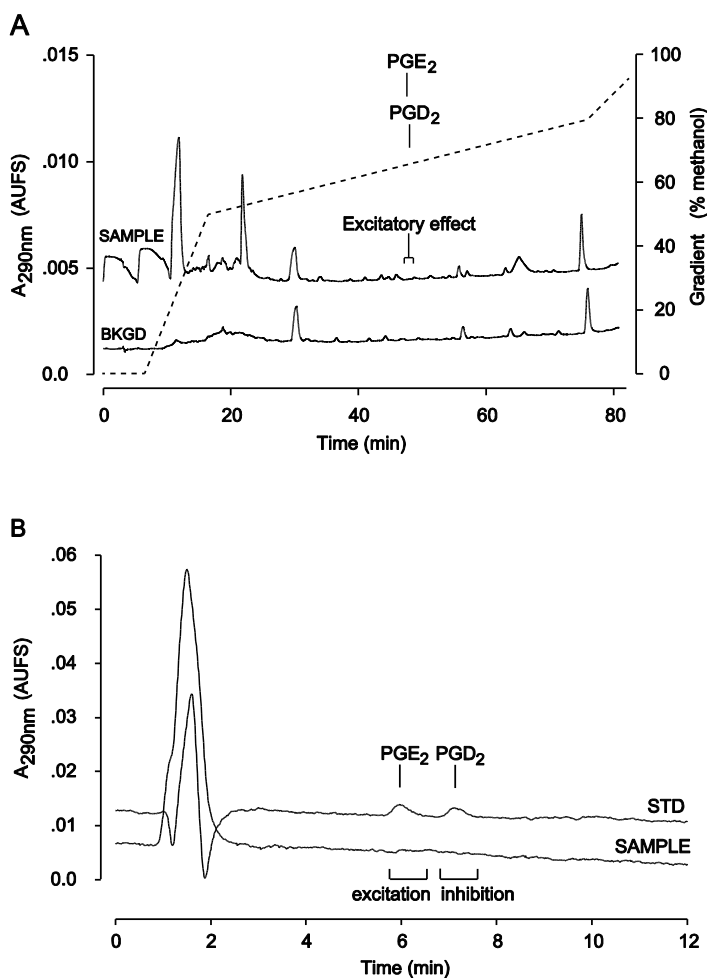 A
.015
.010
.005
0.0
A290nm (AUFS)
PGE2
PGD2
Excitatory effect
SAMPLE
BKGD
100
80
60
40
20
0
Gradient (% methanol)
0 20 40 60 80
Time (min)
B
.06
.05
.04
.03
.02
.01
0.0
A290nm (AUFS)
PGE2 PGD2
STD
SAMPLE
excitation inhibition
0 2 4 6 8 10 12
Time (min)